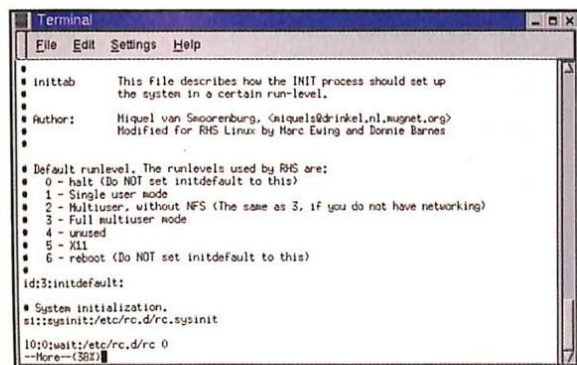 Terminal
File Edit Settings Help
#
# inittab This file describes how the INIT process should set up
# the system in a certain run-level.
#
# Author: Miquel van Smoorenburg, <miquels@drinkel.nl.mugnet.org>
# Modified for RHS Linux by Marc Ewing and Donnie Barnes
#
# Default runlevel. The runlevels used by RHS are:
# 0 - halt (Do NOT set initdefault to this)
# 1 - Single user mode
# 2 - Multiuser, without NFS (The same as 3, if you do not have networking)
# 3 - Full multiuser mode
# 4 - unused
# 5 - X11
# 6 - reboot (Do NOT set initdefault to this)
#
id:3:initdefault:
# System initialization.
si::sysinit:/etc/rc.d/rc.sysinit
l0:0:wait:/etc/rc.d/rc 0
--More--(38%)